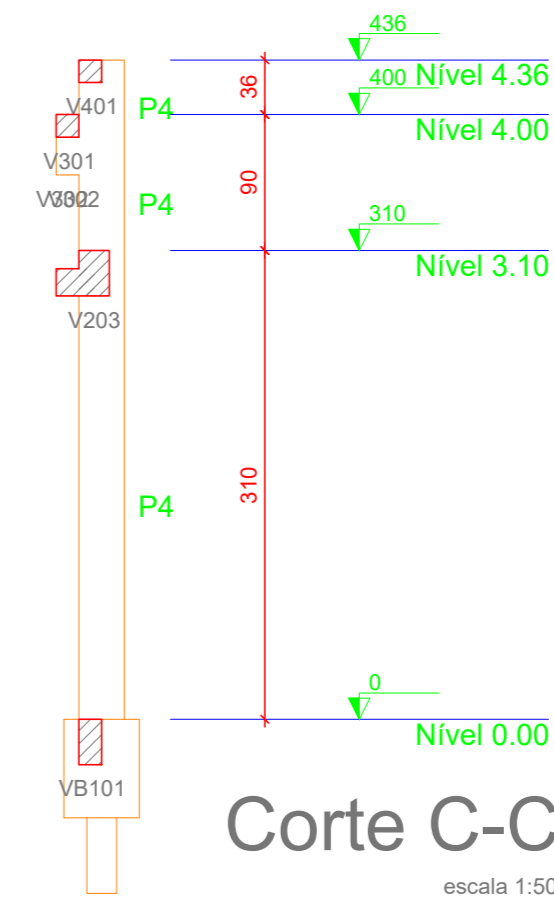 436
Nível 4.36
36
V401
P4
400
Nível 4.00
V301
90
V302
P4
310
Nível 3.10
V203
310
P4
0
Nível 0.00
VB101
Corte C-C
escala 1:50